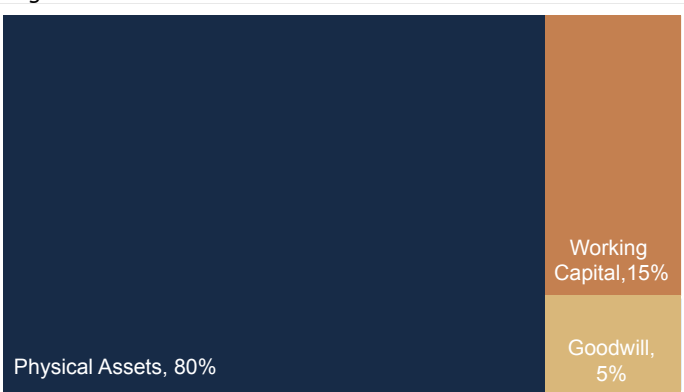 Working
Capital,15%
Goodwill,
5%
Physical Assets, 80%